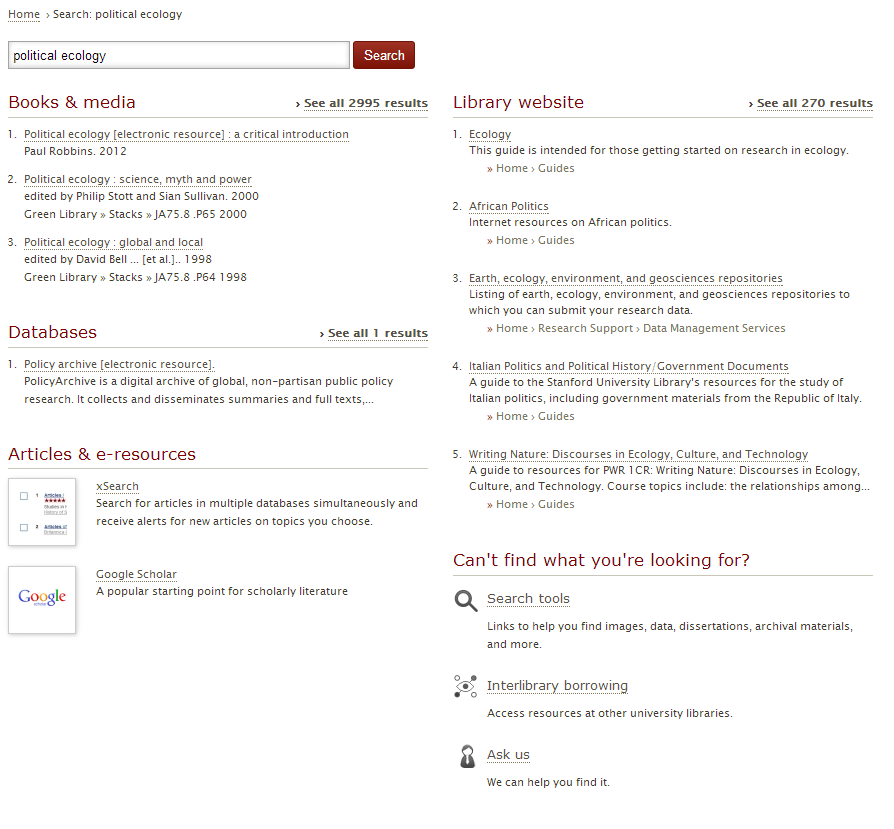 Home › Search: political ecology
political ecology
Search
Books & media
› See all 2995 results
1. Political ecology [electronic resource] : a critical introduction
Paul Robbins. 2012
2. Political ecology : science, myth and power
edited by Philip Stott and Sian Sullivan. 2000
Green Library » Stacks » JA75.8 .P65 2000
3. Political ecology : global and local
edited by David Bell ... [et al.].. 1998
Green Library » Stacks » JA75.8 .P64 1998
Databases
› See all 1 results
1. Policy archive [electronic resource].
PolicyArchive is a digital archive of global, non-partisan public policy
research. It collects and disseminates summaries and full texts,...
Articles & e-resources
1 Articles
2 Articles
xSearch
Search for articles in multiple databases simultaneously and
receive alerts for new articles on topics you choose.
Google
scholar
Google Scholar
A popular starting point for scholarly literature
Library website
› See all 270 results
1. Ecology
This guide is intended for those getting started on research in ecology.
» Home › Guides
2. African Politics
Internet resources on African politics.
» Home › Guides
3. Earth, ecology, environment, and geosciences repositories
Listing of earth, ecology, environment, and geosciences repositories to
which you can submit your research data.
» Home › Research Support › Data Management Services
4. Italian Politics and Political History/Government Documents
A guide to the Stanford University Library's resources for the study of
Italian politics, including government materials from the Republic of Italy.
» Home › Guides
5. Writing Nature: Discourses in Ecology, Culture, and Technology
A guide to resources for PWR 1CR: Writing Nature: Discourses in Ecology,
Culture, and Technology. Course topics include: the relationships among...
» Home › Guides
Can't find what you're looking for?
Search tools
Links to help you find images, data, dissertations, archival materials,
and more.
Interlibrary borrowing
Access resources at other university libraries.
Ask us
We can help you find it.